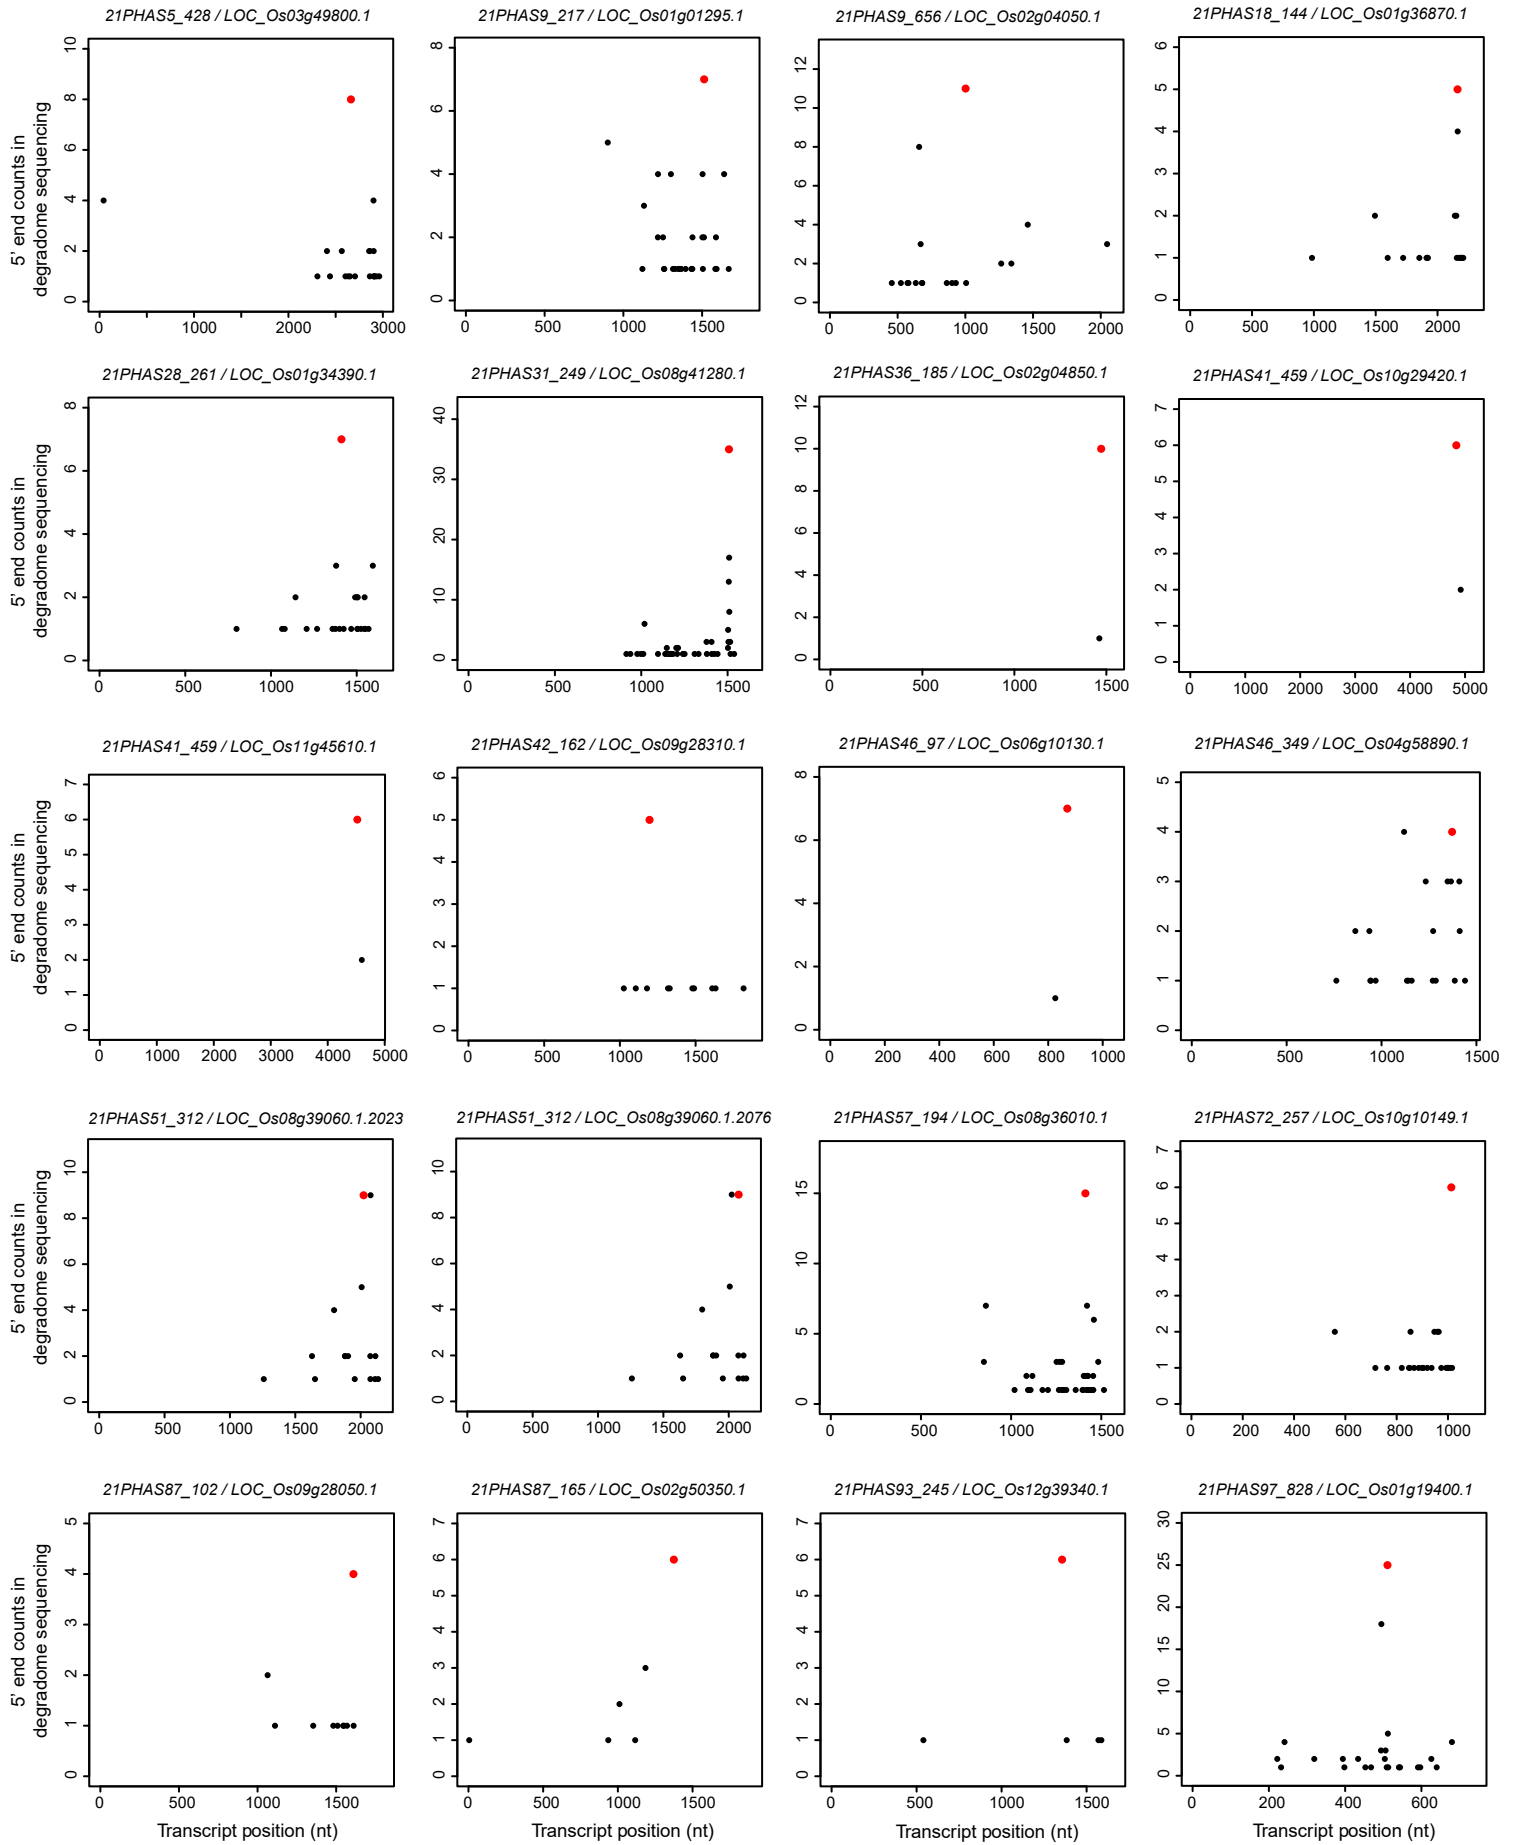 21PHAS5_428 / LOC_Os03g49800.1
21PHAS9_217 / LOC_Os01g01295.1
21PHAS9_656 / LOC_Os02g04050.1
21PHAS18_144 / LOC_Os01g36870.1
5' end counts in
degradome sequencing
0 2 4 6 8 10
0 1000 2000 3000
0 2 4 6 8
0 500 1000 1500
0 2 4 6 8 10 12
0 500 1000 1500 2000
0 1 2 3 4 5 6
0 500 1000 1500 2000
21PHAS28_261 / LOC_Os01g34390.1
21PHAS31_249 / LOC_Os08g41280.1
21PHAS36_185 / LOC_Os02g04850.1
21PHAS41_459 / LOC_Os10g29420.1
5' end counts in
degradome sequencing
0 2 4 6 8
0 500 1000 1500
0 10 20 30 40
0 500 1000 1500
0 2 4 6 8 10 12
0 500 1000 1500
0 1 2 3 4 5 6 7
0 1000 2000 3000 4000 5000
21PHAS41_459 / LOC_Os11g45610.1
21PHAS42_162 / LOC_Os09g28310.1
21PHAS46_97 / LOC_Os06g10130.1
21PHAS46_349 / LOC_Os04g58890.1
5' end counts in
degradome sequencing
0 1 2 3 4 5 6 7
0 1000 2000 3000 4000 5000
0 1 2 3 4 5 6
0 500 1000 1500
0 2 4 6 8
0 200 400 600 800 1000
0 1 2 3 4 5
0 500 1000 1500
21PHAS51_312 / LOC_Os08g39060.1.2023
21PHAS51_312 / LOC_Os08g39060.1.2076
21PHAS57_194 / LOC_Os08g36010.1
21PHAS72_257 / LOC_Os10g10149.1
5' end counts in
degradome sequencing
0 2 4 6 8 10
0 500 1000 1500 2000
0 2 4 6 8 10
0 500 1000 1500 2000
0 5 10 15
0 1000 1500
0 1 2 3 4 5 6 7
0 200 400 600 800 1000
21PHAS87_102 / LOC_Os09g28050.1
21PHAS87_165 / LOC_Os02g50350.1
21PHAS93_245 / LOC_Os12g39340.1
21PHAS97_828 / LOC_Os01g19400.1
5' end counts in
degradome sequencing
0 1 2 3 4 5
0 500 1000 1500
0 1 2 3 4 5 6 7
0 500 1000 1500
0 1 2 3 4 5 6 7
0 500 1000 1500
0 5 10 15 20 25 30
0 200 400 600
Transcript position (nt)
Transcript position (nt)
Transcript position (nt)
Transcript position (nt)